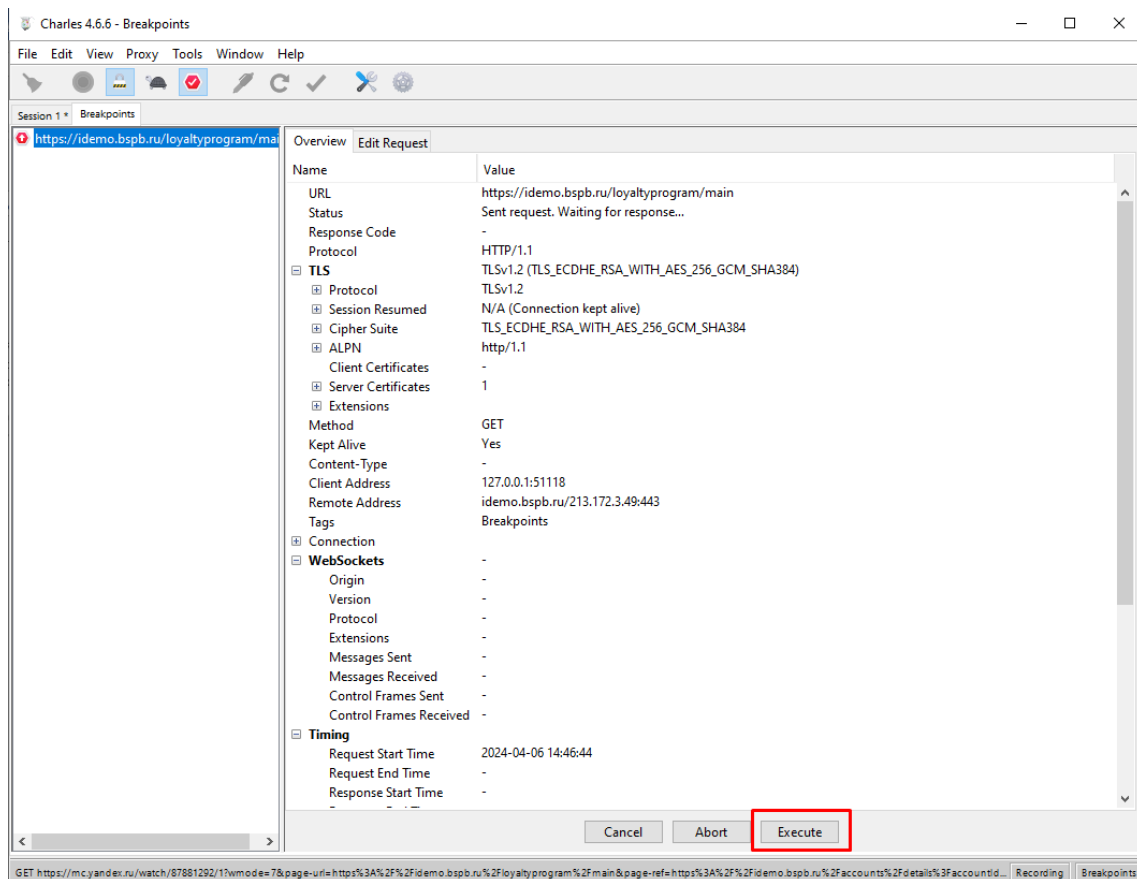 Charles 4.6.6 - Breakpoints
File Edit View Proxy Tools Window Help
Session 1 * Breakpoints
https://idemo.bspb.ru/loyaltyprogram/mai
Overview Edit Request
Name Value
URL https://idemo.bspb.ru/loyaltyprogram/main
Status Sent request. Waiting for response...
Response Code -
Protocol HTTP/1.1
TLS TLSv1.2 (TLS_ECDHE_RSA_WITH_AES_256_GCM_SHA384)
Protocol TLSv1.2
Session Resumed N/A (Connection kept alive)
Cipher Suite TLS_ECDHE_RSA_WITH_AES_256_GCM_SHA384
ALPN http/1.1
Client Certificates -
Server Certificates 1
Extensions
Method GET
Kept Alive Yes
Content-Type -
Client Address 127.0.0.1:51118
Remote Address idemo.bspb.ru/213.172.3.49:443
Tags Breakpoints
Connection
WebSockets -
Origin -
Version -
Protocol -
Extensions -
Messages Sent -
Messages Received -
Control Frames Sent -
Control Frames Received -
Timing
Request Start Time 2024-04-06 14:46:44
Request End Time -
Response Start Time -
Cancel Abort Execute
GET https://mc.yandex.ru/watch/87881292/1?wmode=7&page-url=https%3A%2F%2Fidemo.bspb.ru%2Floyaltyprogram%2Fmain&page-ref=https%3A%2F%2Fidemo.bspb.ru%2Faccounts%2Fdetails%3FaccountId... Recording Breakpoints